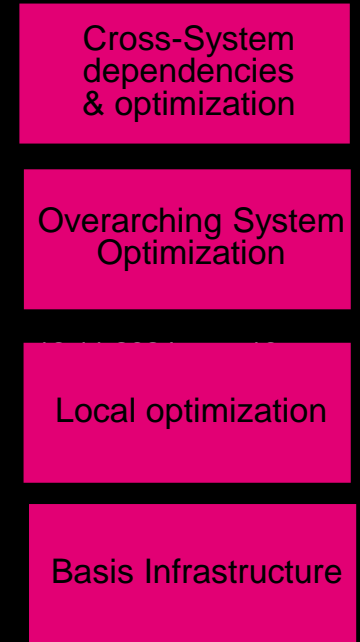 Cross-System
dependencies
& optimization
Overarching System
Optimization
Local optimization
Basis Infrastructure